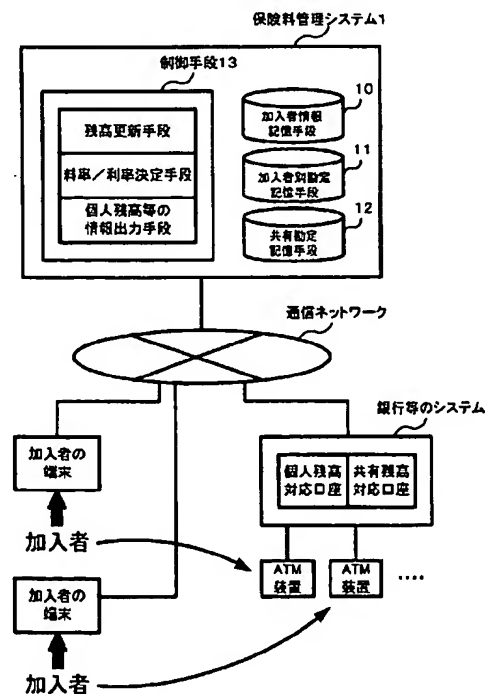 保険料管理システム1
制御手段13
残高更新手段
料率／利率決定手段
個人残高等の
情報出力手段
10
加入者情報
記憶手段
11
加入者別勘定
記憶手段
12
共有勘定
記憶手段
通信ネットワーク
銀行等のシステム
加入者の
端末
加入者
個人残高
対応口座
共有残高
対応口座
ATM
装置
ATM
装置
....
加入者の
端末
加入者